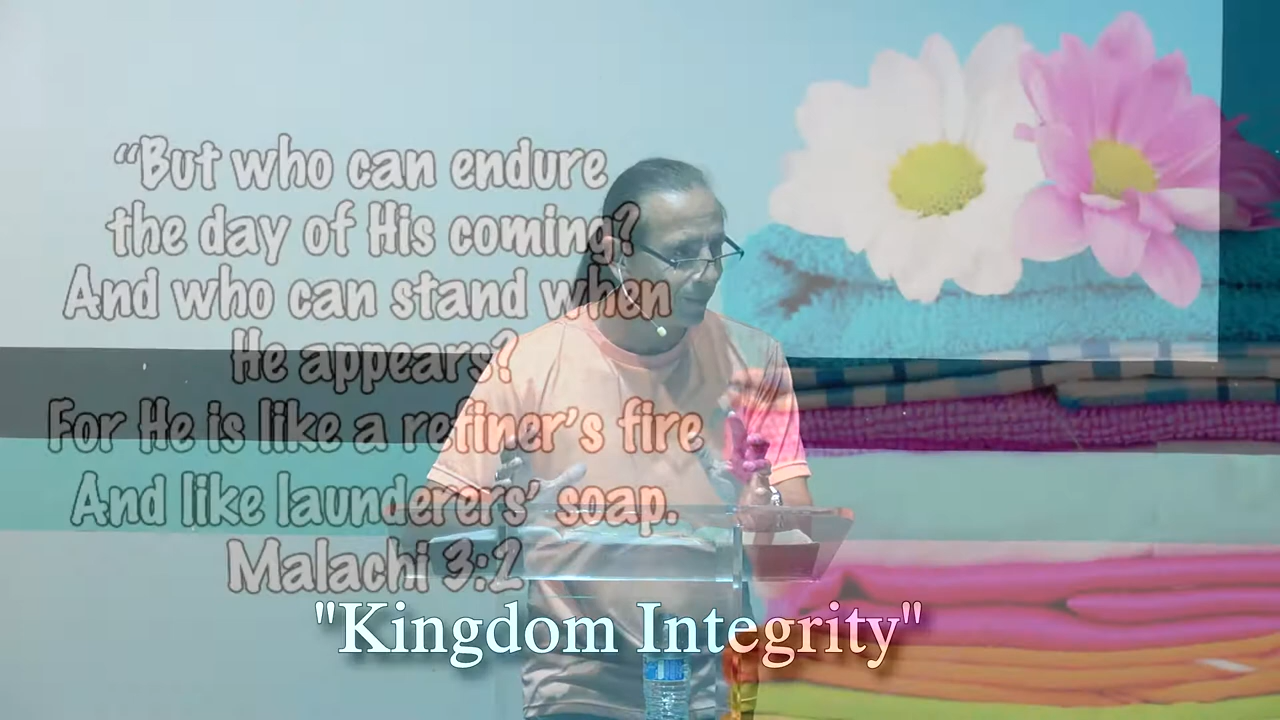 “But who can endure
the day of His coming?
And who can stand when
He appears?
For He is like a refiner’s fire
And like launderers’ soap.
Malachi 3:2
"Kingdom Integrity"